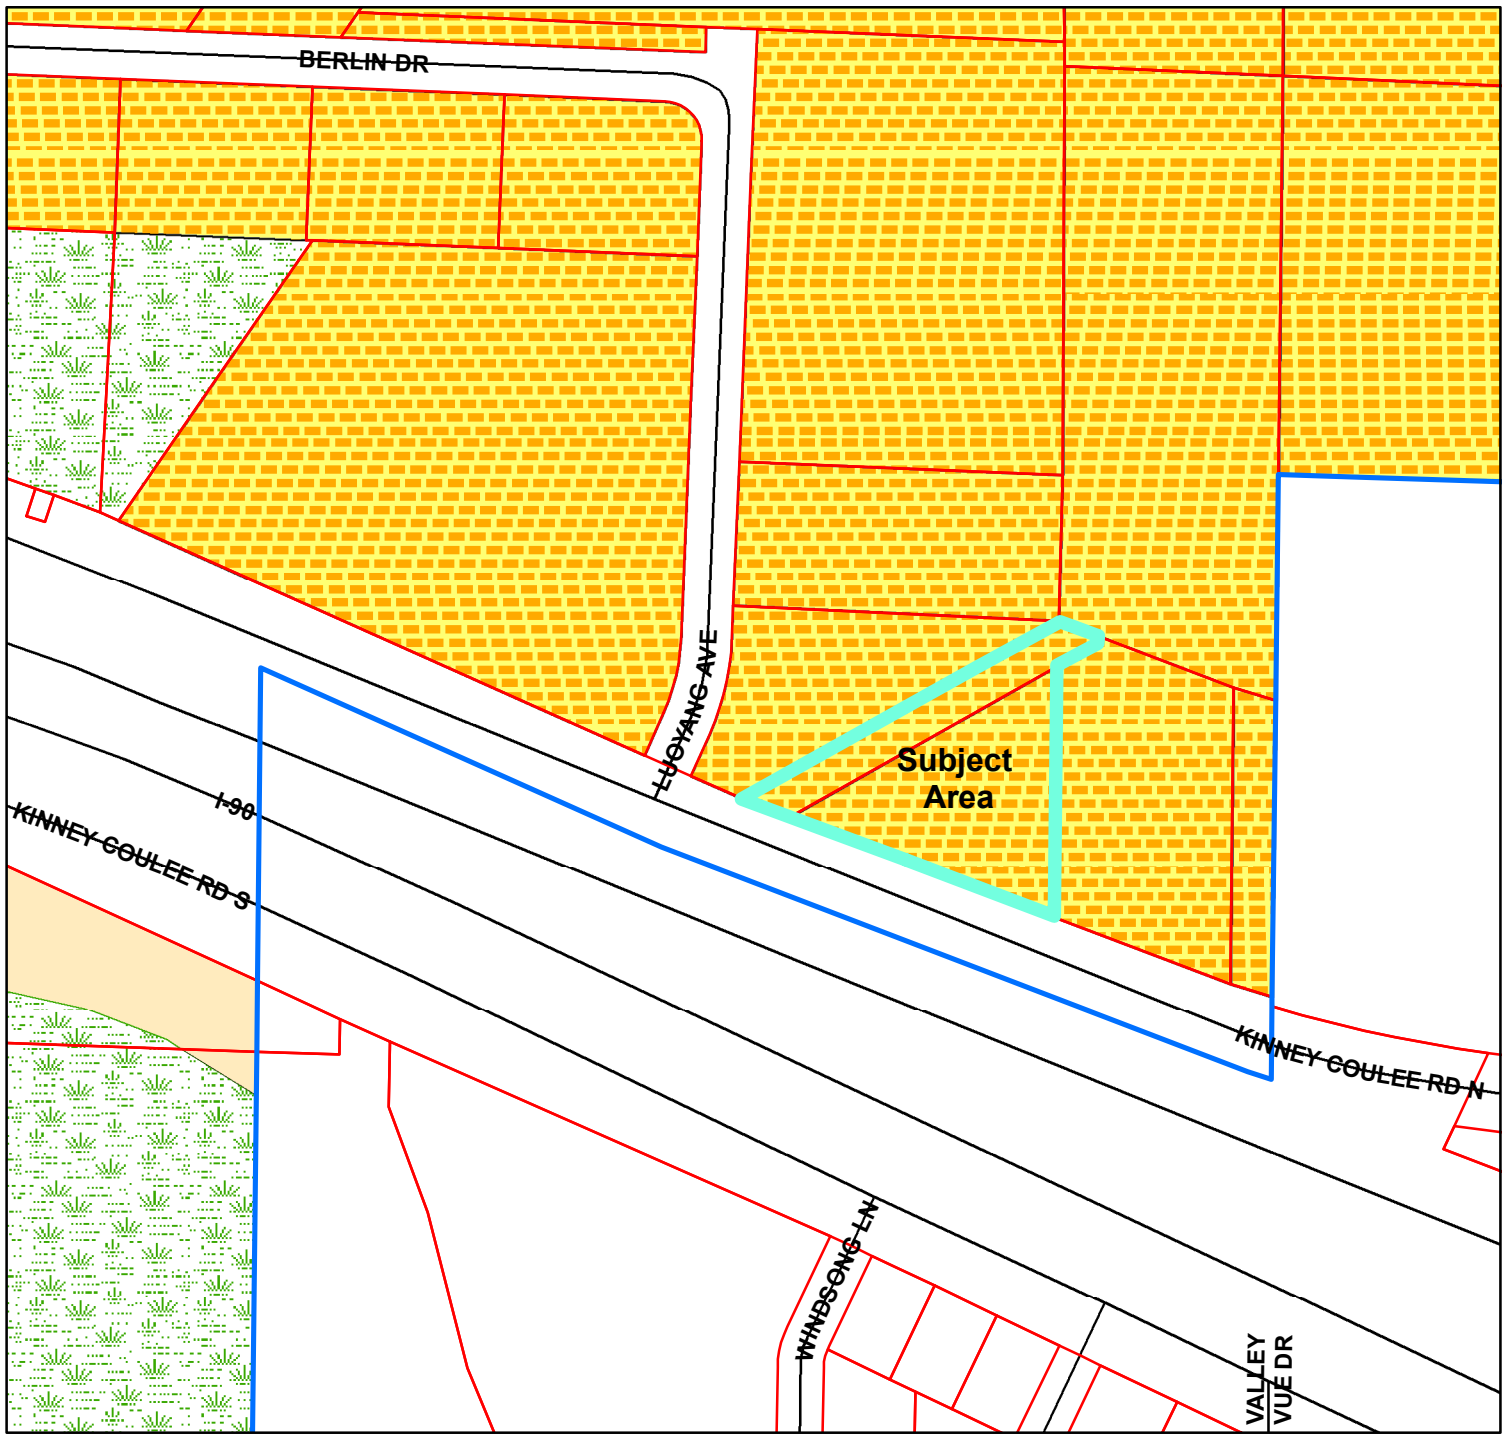 BERLIN DR
LUOYANG AVE
Subject
Area
I-90
KINNEY COULEE RD S
KINNEY COULEE RD N
WINDSONG LN
VALLEY
VUE DR